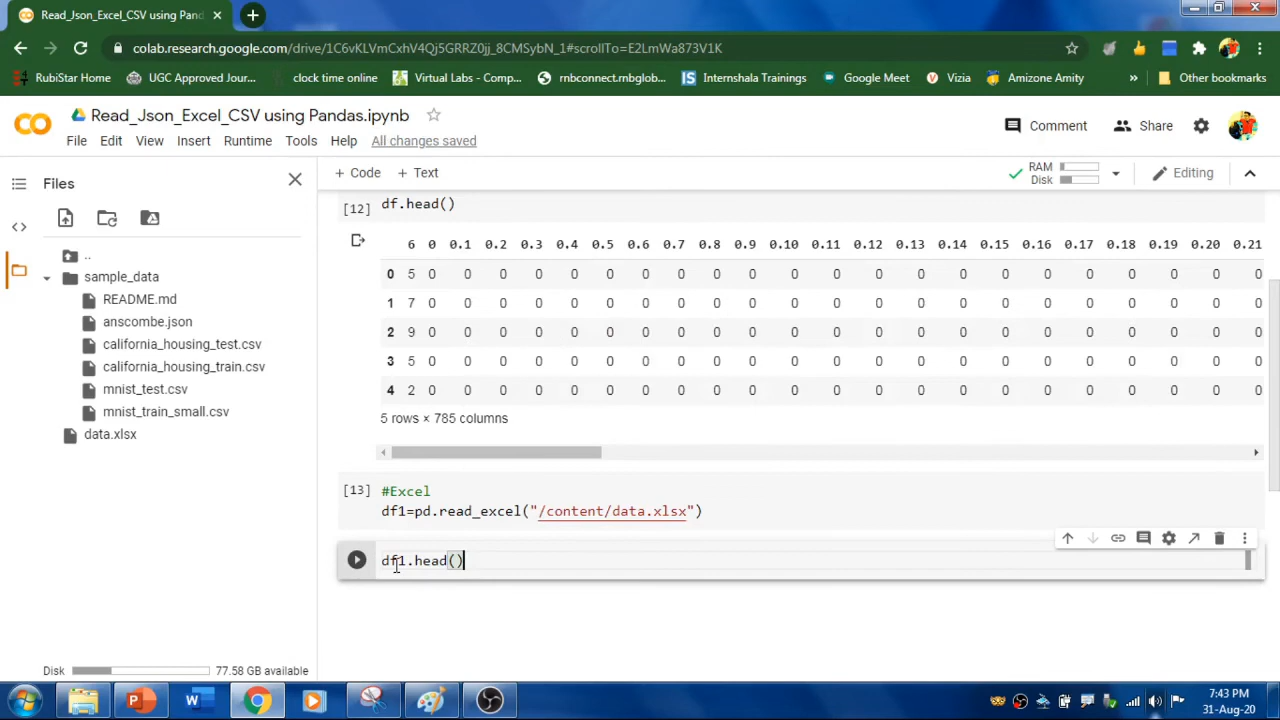 Read_Json_Excel_CSV using Pand
colab.research.google.com/drive/1C6vKLVmCxhV4Qj5GRRZ0jj_8CMSybN_1#scrollTo=E2LmWa873V1K
RubiStar Home UGC Approved Jour... clock time online Virtual Labs - Comp... rnbconnect.rnbglob... IS Internshala Trainings Google Meet Vizia Amizone Amity » Other bookmarks
Read_Json_Excel_CSV using Pandas.ipynb
Comment Share
File Edit View Insert Runtime Tools Help All changes saved
Files
+ Code + Text
RAM
Disk
Editing
..
sample_data
README.md
anscombe.json
california_housing_test.csv
california_housing_train.csv
mnist_test.csv
mnist_train_small.csv
data.xlsx
Disk 77.58 GB available
[12] df.head()
6 0 0.1 0.2 0.3 0.4 0.5 0.6 0.7 0.8 0.9 0.10 0.11 0.12 0.13 0.14 0.15 0.16 0.17 0.18 0.19 0.20 0.21
0 5 0 0 0 0 0 0 0 0 0 0 0 0 0 0 0 0 0 0 0 0 0 0
1 7 0 0 0 0 0 0 0 0 0 0 0 0 0 0 0 0 0 0 0 0 0 0
2 9 0 0 0 0 0 0 0 0 0 0 0 0 0 0 0 0 0 0 0 0 0 0
3 5 0 0 0 0 0 0 0 0 0 0 0 0 0 0 0 0 0 0 0 0 0 0
4 2 0 0 0 0 0 0 0 0 0 0 0 0 0 0 0 0 0 0 0 0 0 0
5 rows × 785 columns
[13] #Excel
df1=pd.read_excel("/content/data.xlsx")
df1.head()
7:43 PM
31-Aug-20